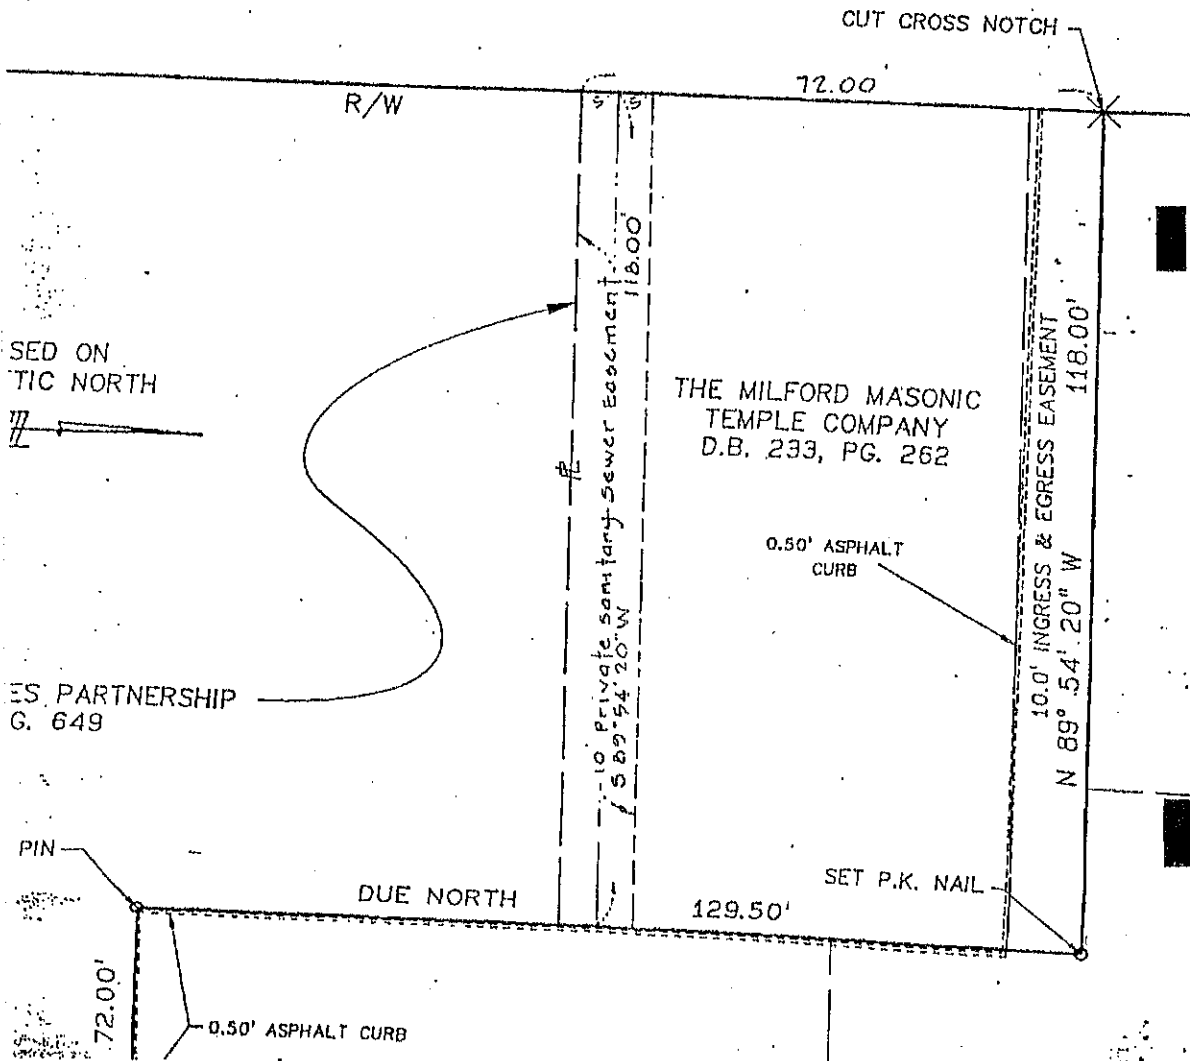 CUT CROSS NOTCH
72.00'
R/W
5' 5'
SED ON
TIC NORTH
118.00'
10' Private sanitary Sewer Easement
S 89° 54' 20" W
THE MILFORD MASONIC
TEMPLE COMPANY
D.B. 233, PG. 262
0.50' ASPHALT
CURB
10.0' INGRESS & EGRESS EASEMENT
118.00'
N 89° 54' 20" W
ES PARTNERSHIP
G. 649
PIN
DUE NORTH
129.50'
SET P.K. NAIL
72.00'
0.50' ASPHALT CURB